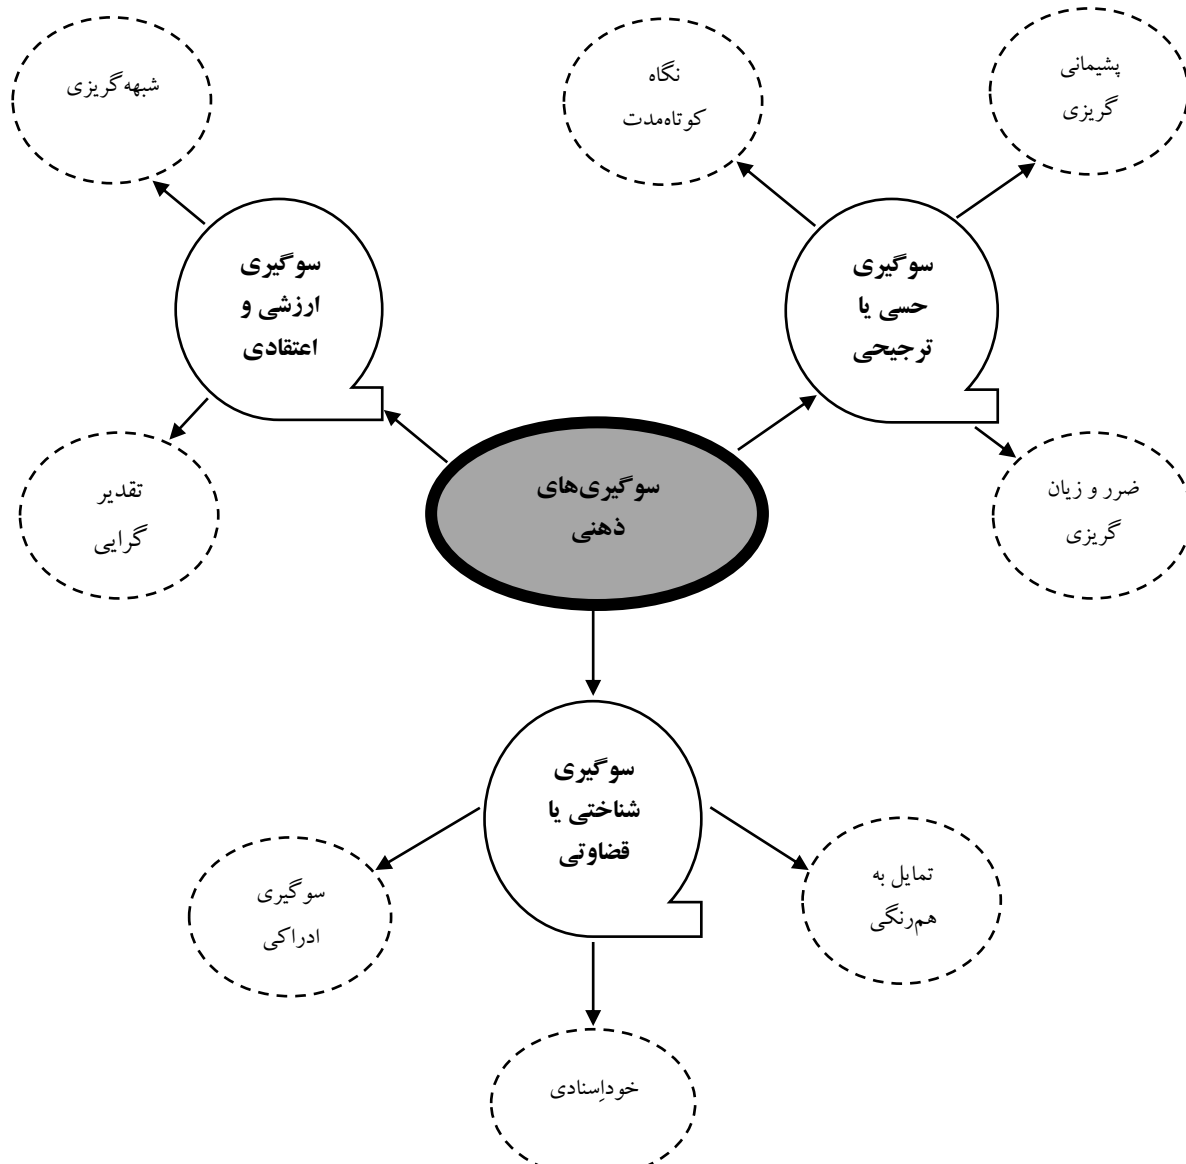 پشیمانی
گریزی
نگاه
کوتاه‌مدت
شبهه‌گریزی
سوگیری
حسی یا
ترجیحی
سوگیری
ارزشی و
اعتقادی
ضرر و زیان
گریزی
سوگیری‌های
ذهنی
تقدیر
گرایی
سوگیری
شناختی یا
قضاوتی
تمایل به
هم‌رنگی
سوگیری
ادراکی
خوداِسنادی